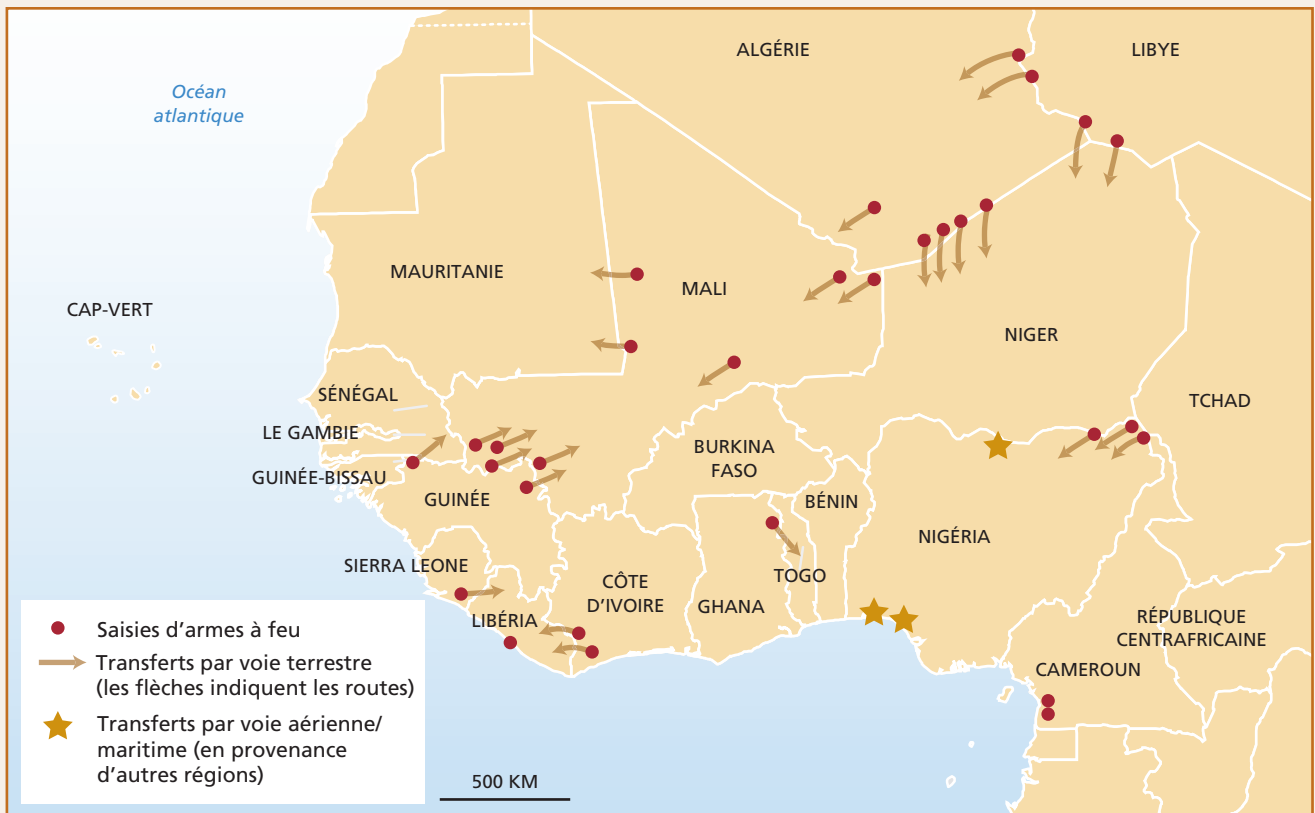 ALGÉRIE
LIBYE
Océan
atlantique
MAURITANIE
MALI
CAP-VERT
NIGER
SÉNÉGAL
TCHAD
LE GAMBIE
BURKINA
FASO
GUINÉE-BISSAU
GUINÉE
BÉNIN
NIGÉRIA
SIERRA LEONE
TOGO
CÔTE
D'IVOIRE
GHANA
LIBÉRIA
RÉPUBLIQUE
CENTRAFRICAINE
CAMEROUN
Saisies d'armes à feu
Transferts par voie terrestre
(les flèches indiquent les routes)
Transferts par voie aérienne/
maritime (en provenance
d'autres régions)
500 KM